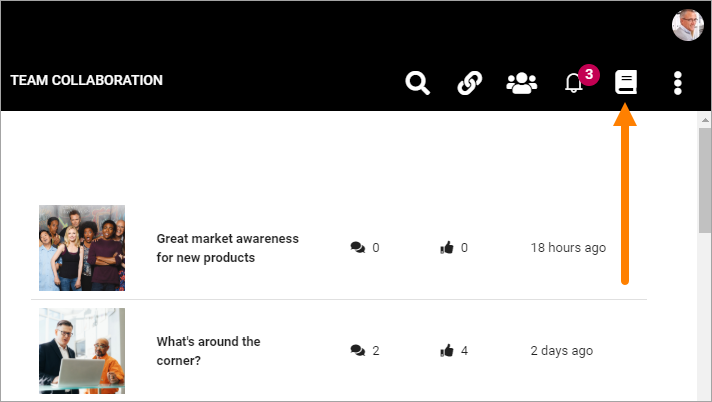 TEAM COLLABORATION
3
Great market awareness
for new products
0
0
18 hours ago
What's around the
corner?
2
4
2 days ago